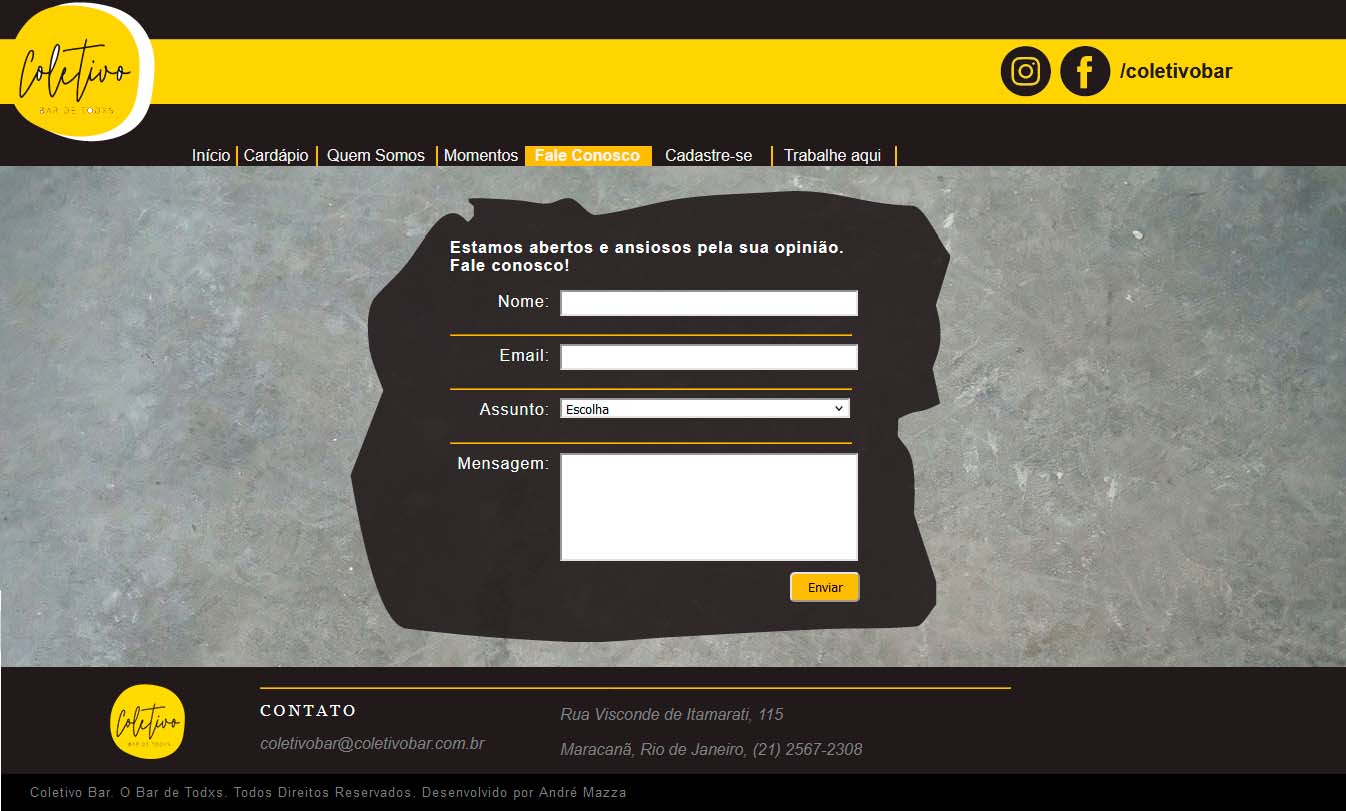 Coletivo
BAR DE TODXS
/coletivobar
Início Cardápio Quem Somos Momentos Fale Conosco Cadastre-se Trabalhe aqui
Estamos abertos e ansiosos pela sua opinião.
Fale conosco!
Nome:
Email:
Assunto: Escolha
Mensagem:
Enviar
Coletivo
BAR DE TODXS
CONTATO
coletivobar@coletivobar.com.br
Rua Visconde de Itamarati, 115
Maracanã, Rio de Janeiro, (21) 2567-2308
Coletivo Bar. O Bar de Todxs. Todos Direitos Reservados. Desenvolvido por André Mazza